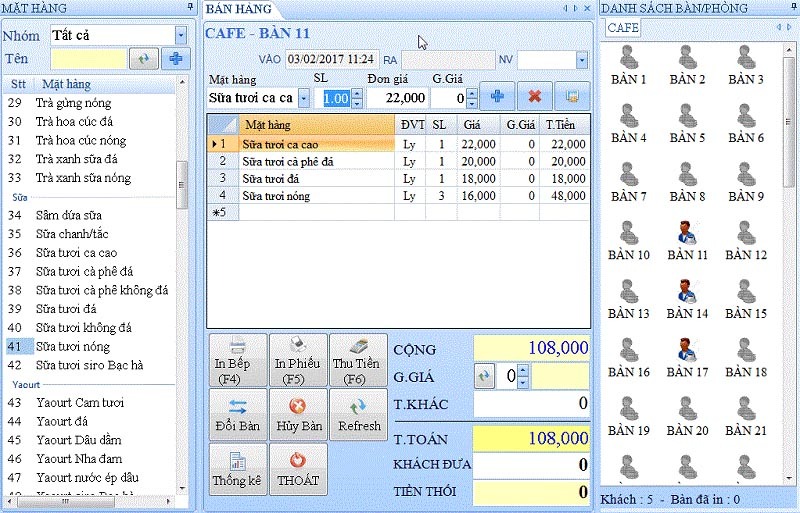 MẶT HÀNG
Nhóm Tất cả
Tên
Stt Mặt hàng
29 Trà gừng nóng
30 Trà hoa cúc đá
31 Trà hoa cúc nóng
32 Trà xanh sữa đá
33 Trà xanh sữa nóng
Sữa
34 Sâm dứa sữa
35 Sữa chanh/tắc
36 Sữa tươi ca cao
37 Sữa tươi cà phê đá
38 Sữa tươi cà phê không đá
39 Sữa tươi đá
40 Sữa tươi không đá
41 Sữa tươi nóng
42 Sữa tươi siro Bạc hà
Yaourt
43 Yaourt Cam tươi
44 Yaourt đá
45 Yaourt Dâu dầm
46 Yaourt Nha đam
47 Yaourt nước ép dâu
BÁN HÀNG
CAFE - BÀN 11
VÀO 03/02/2017 11:24 RA NV
Mặt hàng SL Đơn giá G.Giá
Sữa tươi ca ca 1.00 22,000 0
Mặt hàng ĐVT SL Giá G.Giá T.Tiền
1 Sữa tươi ca cao Ly 1 22,000 0 22,000
2 Sữa tươi cà phê đá Ly 1 20,000 0 20,000
3 Sữa tươi đá Ly 1 18,000 0 18,000
4 Sữa tươi nóng Ly 3 16,000 0 48,000
*5
In Bếp (F4)
In Phiếu (F5)
Thu Tiền (F6)
Đổi Bàn
Hủy Bàn
Refresh
Thống kê
THOÁT
CỘNG 108,000
G.GIÁ 0
T.KHÁC 0
T.TOÁN 108,000
KHÁCH ĐƯA 0
TIỀN THỐI 0
DANH SÁCH BÀN/PHÒNG
CAFE
BÀN 1 BÀN 2 BÀN 3
BÀN 4 BÀN 5 BÀN 6
BÀN 7 BÀN 8 BÀN 9
BÀN 10 BÀN 11 BÀN 12
BÀN 13 BÀN 14 BÀN 15
BÀN 16 BÀN 17 BÀN 18
BÀN 19 BÀN 20 BÀN 21
Khách : 5 - Bàn đã in : 0